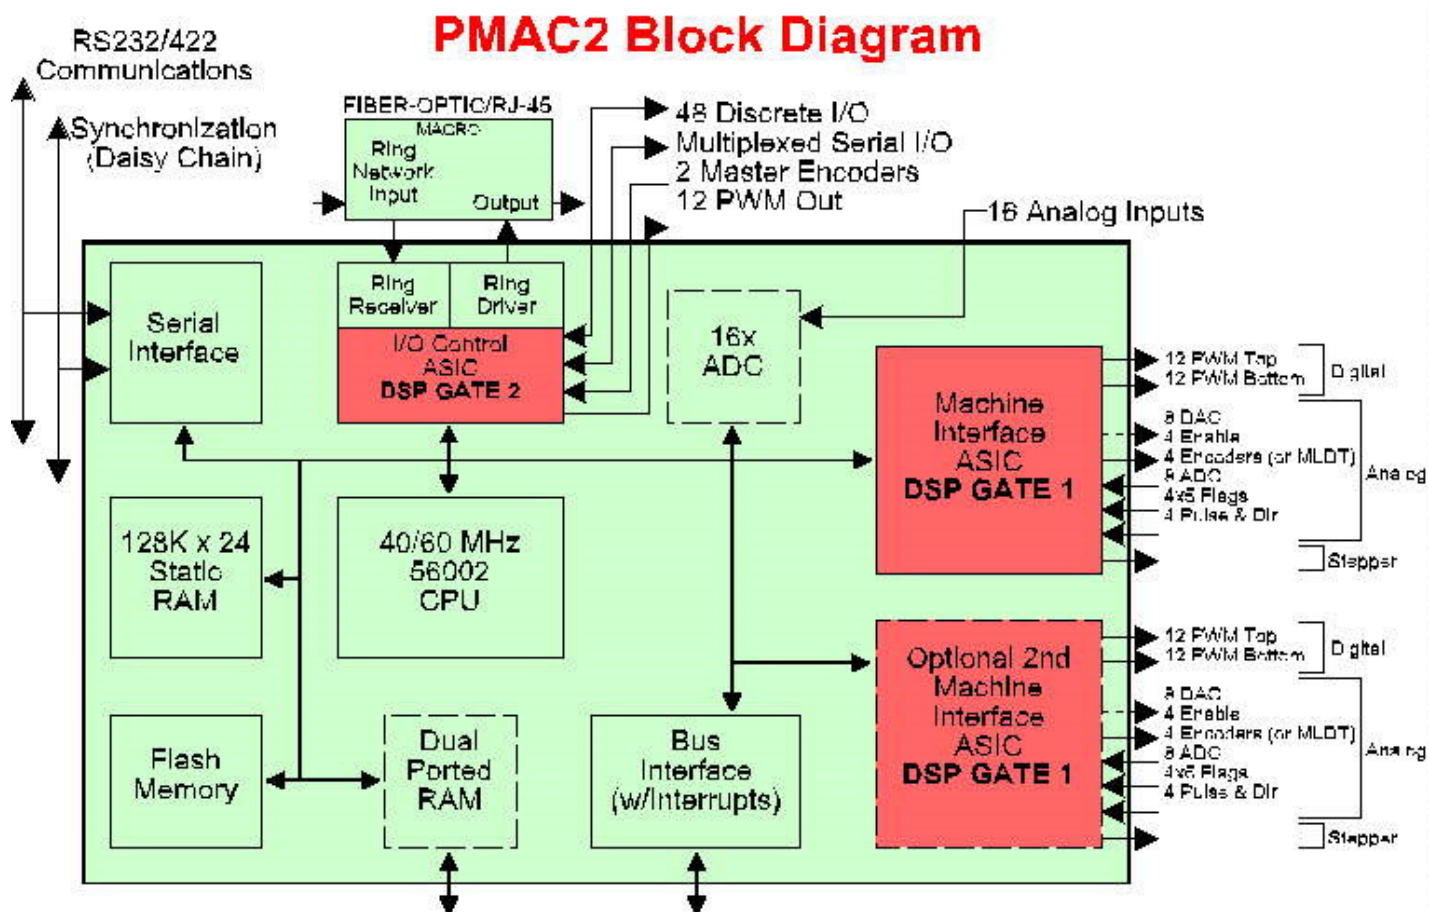 PMAC2 Block Diagram
RS232/422
Communications
Synchronization
(Daisy Chain)
FIBER-OPTIC/RJ-45
MACRO
Ring
Network
Input
Output
48 Discrete I/O
Multiplexed Serial I/O
2 Master Encoders
12 PWM Out
16 Analog Inputs
Serial
Interface
Ring
Receiver
Ring
Driver
I/O Control
ASIC
DSP GATE 2
16x
ADC
Machine
Interface
ASIC
DSP GATE 1
12 PWM Top
12 PWM Bottom
Digital
8 DAC
4 Enable
4 Encoders (or MLDT)
8 ADC
4x5 Flags
4 Pulse & Dir
Analog
Stepper
128K x 24
Static
RAM
40/60 MHz
56002
CPU
Optional 2nd
Machine
Interface
ASIC
DSP GATE 1
12 PWM Top
12 PWM Bottom
Digital
8 DAC
4 Enable
4 Encoders (or MLDT)
8 ADC
4x5 Flags
4 Pulse & Dir
Analog
Stepper
Flash
Memory
Dual
Ported
RAM
Bus
Interface
(w/Interrupts)